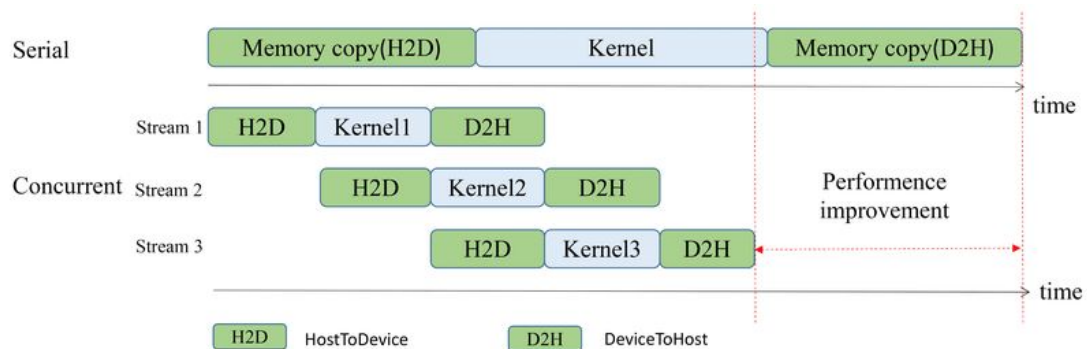 Serial
Memory copy(H2D) Kernel Memory copy(D2H)
time
Stream 1 H2D Kernel1 D2H
Concurrent Stream 2 H2D Kernel2 D2H
Performence
improvement
Stream 3 H2D Kernel3 D2H
time
H2D HostToDevice D2H DeviceToHost